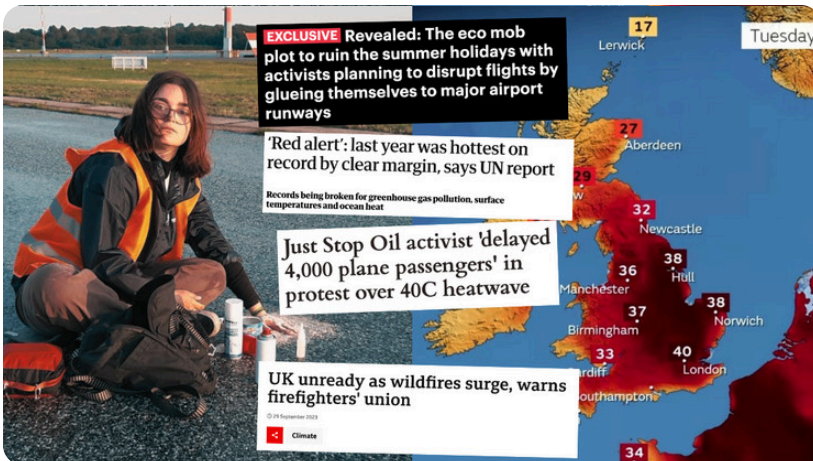 EXCLUSIVE Revealed: The eco mob
plot to ruin the summer holidays with
activists planning to disrupt flights by
glueing themselves to major airport
runways
'Red alert': last year was hottest on
record by clear margin, says UN report
Records being broken for greenhouse gas pollution, surface
temperatures and ocean heat
Just Stop Oil activist 'delayed
4,000 plane passengers' in
protest over 40C heatwave
UK unready as wildfires surge, warns
firefighters' union
29 September 2023
Climate
Tuesday
17
Lerwick
27
Aberdeen
29
w
32
Newcastle
38
Hull
36
Manchester
38
Norwich
37
Birmingham
33
ardiff
40
London
outhampton
34